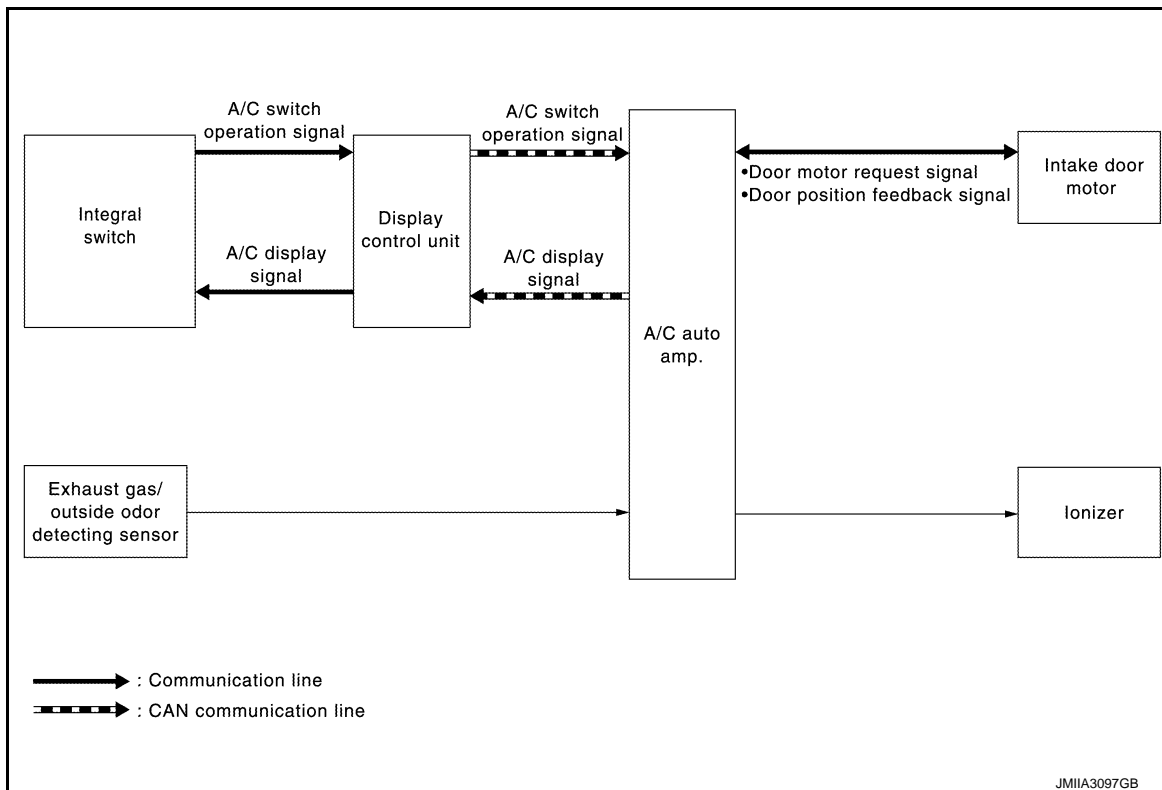 A/C switch
operation signal
A/C switch
operation signal
Integral
switch
Display
control unit
A/C display
signal
A/C display
signal
A/C auto
amp.
•Door motor request signal
•Door position feedback signal
Intake door
motor
Exhaust gas/
outside odor
detecting sensor
Ionizer
: Communication line
: CAN communication line
JMIIA3097GB